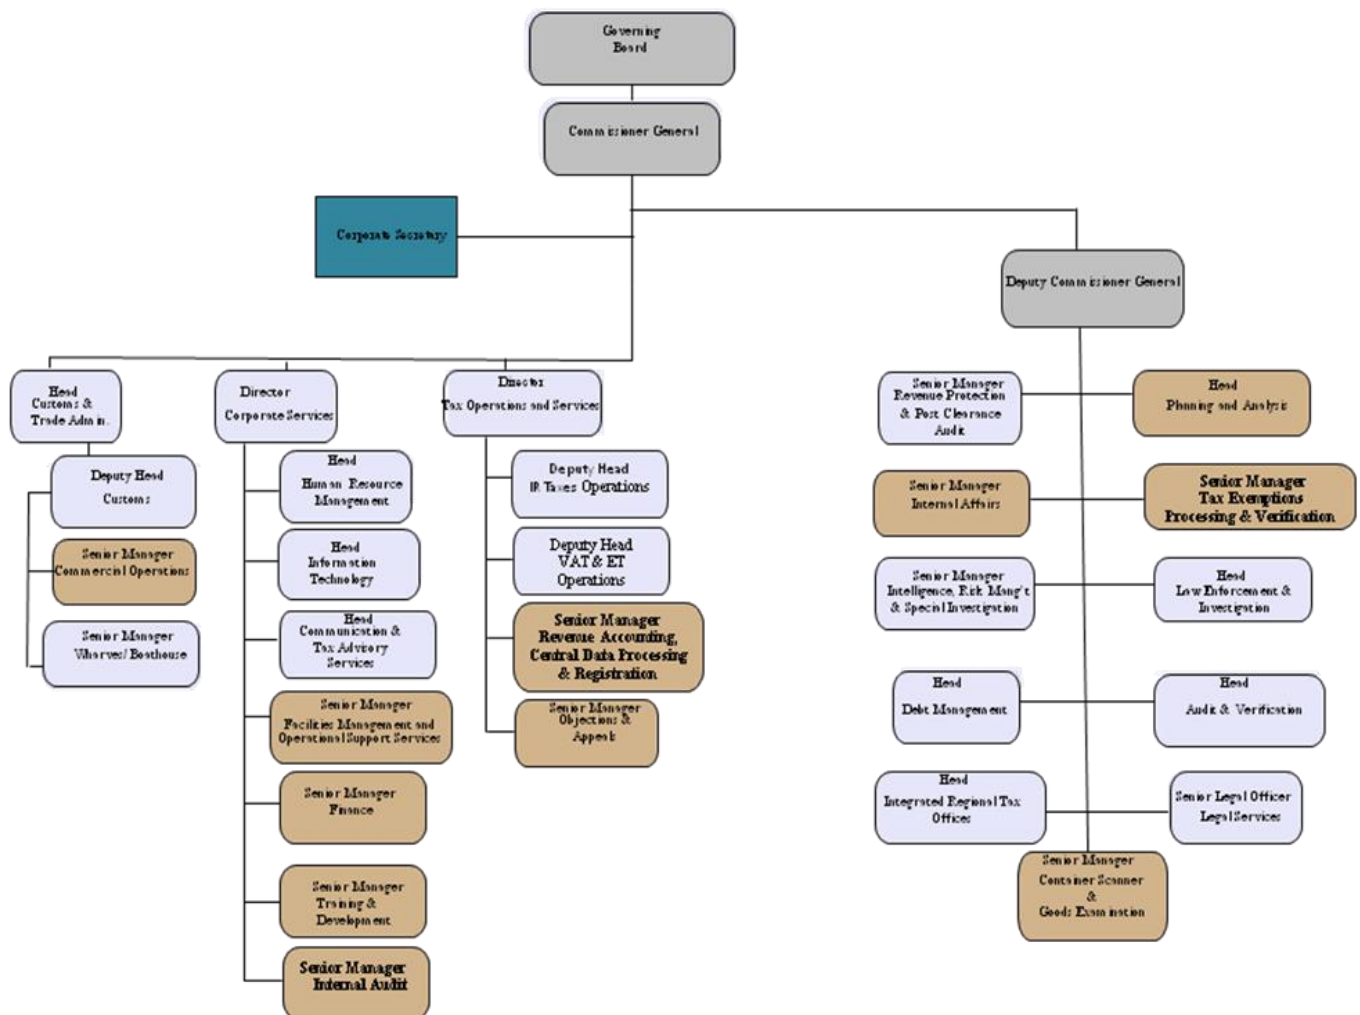 Governing
Board
Commissioner General
Corporate Secretary
Deputy Commissioner General
Head
Customs &
Trade Admin.
Director
Corporate Services
Director
Tax Operations and Services
Deputy Head
Customs
Senior Manager
Commercial Operations
Senior Manager
Wharves/ Boathouse
Head
Human Resource
Management
Head
Information
Technology
Head
Communication &
Tax Advisory
Services
Senior Manager
Facilities Management and
Operational Support Services
Senior Manager
Finance
Senior Manager
Training &
Development
Senior Manager
Internal Audit
Deputy Head
IR Taxes Operations
Deputy Head
VAT & ET
Operations
Senior Manager
Revenue Accounting,
Central Data Processing
& Registration
Senior Manager
Objections &
Appeals
Senior Manager
Revenue Protection
& Post Clearance
Audit
Head
Planning and Analysis
Senior Manager
Internal Affairs
Senior Manager
Tax Exemptions
Processing & Verification
Senior Manager
Intelligence, Risk Mang't
& Special Investigation
Head
Law Enforcement &
Investigation
Head
Debt Management
Head
Audit & Verification
Head
Integrated Regional Tax
Offices
Senior Legal Officer
Legal Services
Senior Manager
Container Scanner
&
Goods Examination